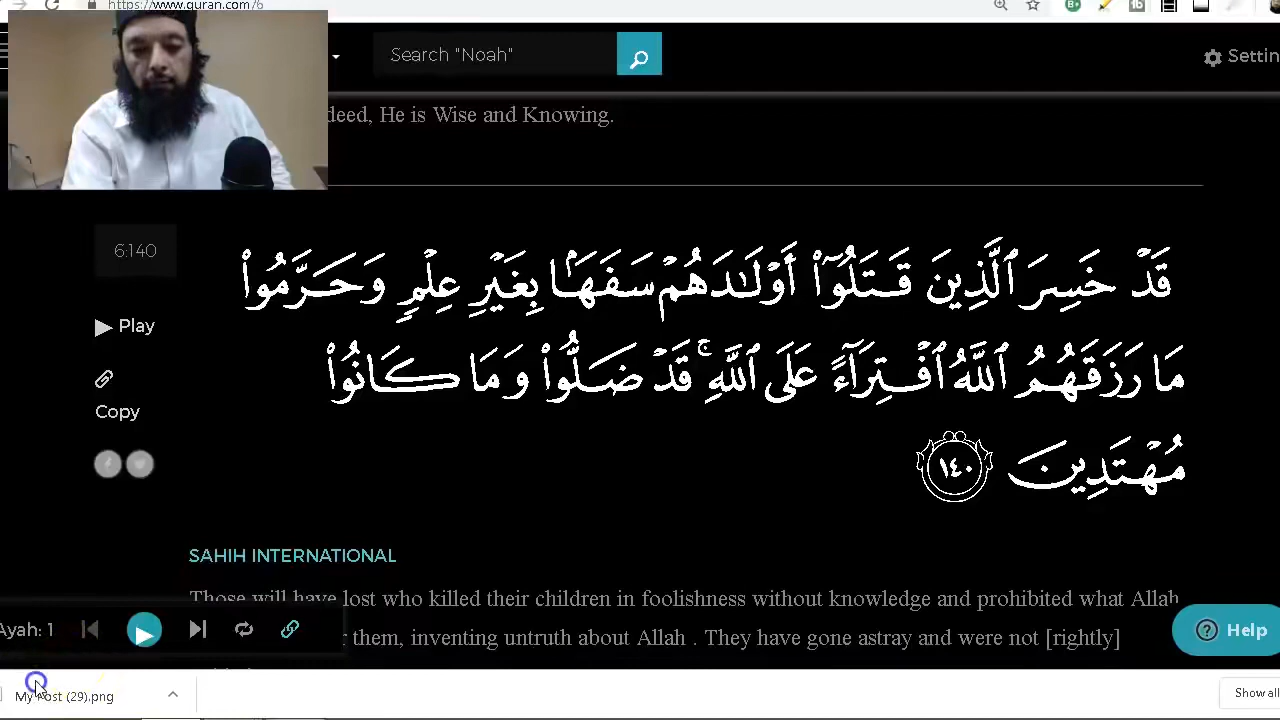 https://www.quran.com/6
Search "Noah"
Settin
deed, He is Wise and Knowing.
6:140
قَدْ خَسِرَ ٱلَّذِينَ قَتَلُوٓا۟ أَوْلَـٰدَهُمْ سَفَهًۢا بِغَيْرِ عِلْمٍ وَحَرَّمُوا۟
Play
مَا رَزَقَهُمُ ٱللَّهُ ٱفْتِرَآءً عَلَى ٱللَّهِ ۚ قَدْ ضَلُّوا۟ وَمَا كَانُوا۟
Copy
مُهْتَدِينَ ١٤٠
SAHIH INTERNATIONAL
Those will have lost who killed their children in foolishness without knowledge and prohibited what Allah
Ayah: 1
them, inventing untruth about Allah . They have gone astray and were not [rightly]
Help
My Post (29).png
Show all